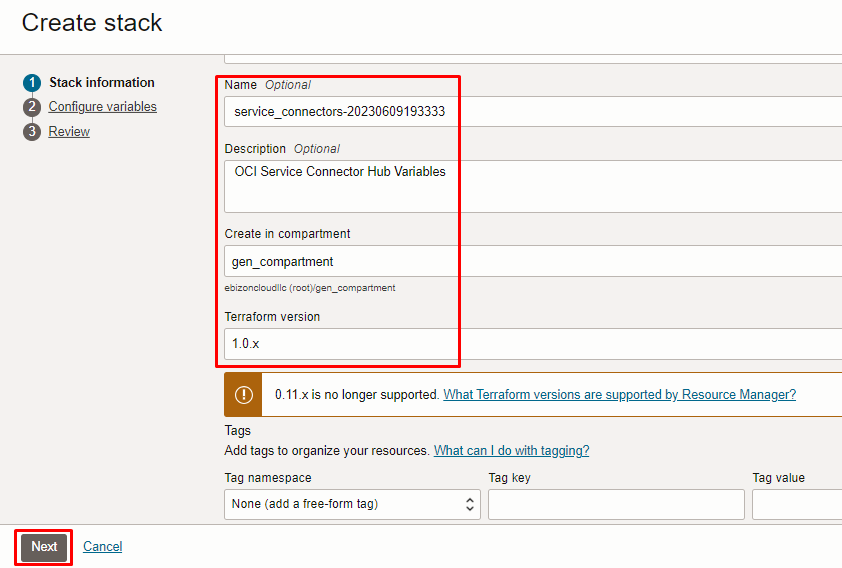 Create stack
1 Stack information
2 Configure variables
3 Review
Name Optional
service_connectors-20230609193333
Description Optional
OCI Service Connector Hub Variables
Create in compartment
gen_compartment
ebizoncloudllc (root)/gen_compartment
Terraform version
1.0.x
0.11.x is no longer supported. What Terraform versions are supported by Resource Manager?
Tags
Add tags to organize your resources. What can I do with tagging?
Tag namespace Tag key Tag value
None (add a free-form tag)
Next Cancel